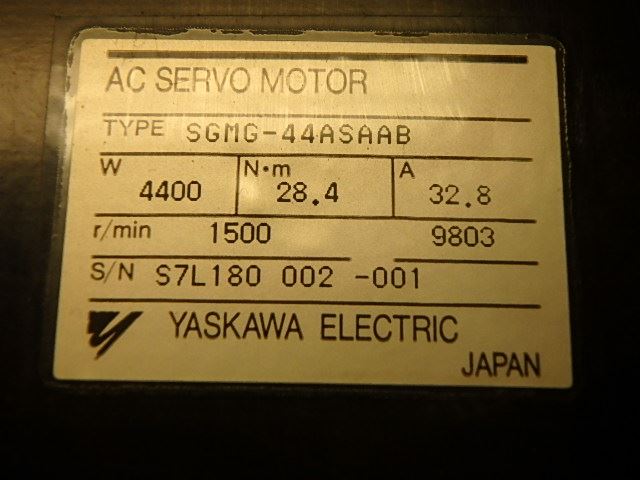 AC SERVO MOTOR
TYPE SGMG-44ASAAB
W 4400 N·m 28.4 A 32.8
r/min 1500 9803
S/N S7L180 002 -001
YASKAWA ELECTRIC
JAPAN